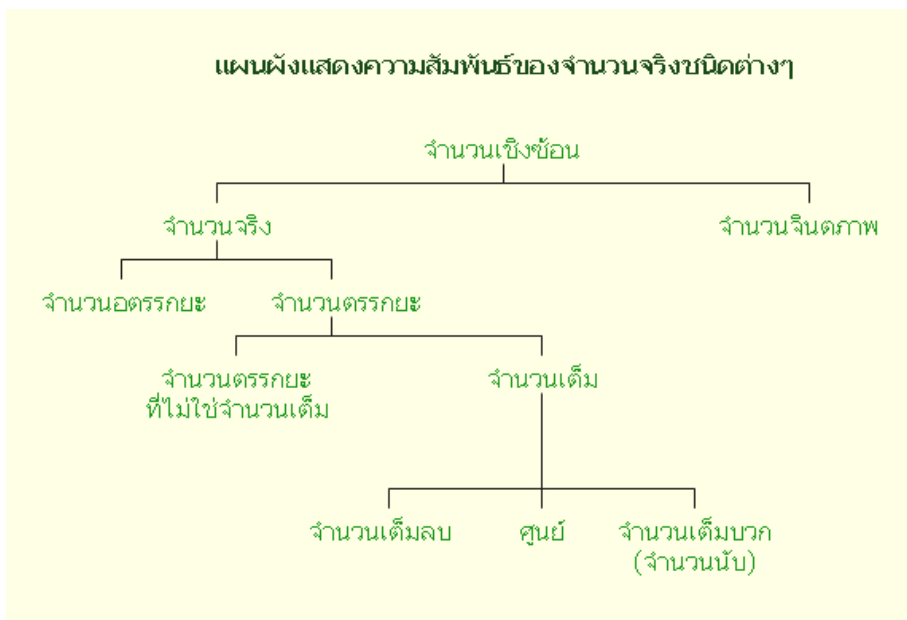 แผนผังแสดงความสัมพันธ์ของจำนวนจริงชนิดต่างๆ
จำนวนเชิงซ้อน
จำนวนจริง
จำนวนจินตภาพ
จำนวนอตรรกยะ
จำนวนตรรกยะ
จำนวนตรรกยะ
ที่ไม่ใช่จำนวนเต็ม
จำนวนเต็ม
จำนวนเต็มลบ
ศูนย์
จำนวนเต็มบวก
(จำนวนนับ)